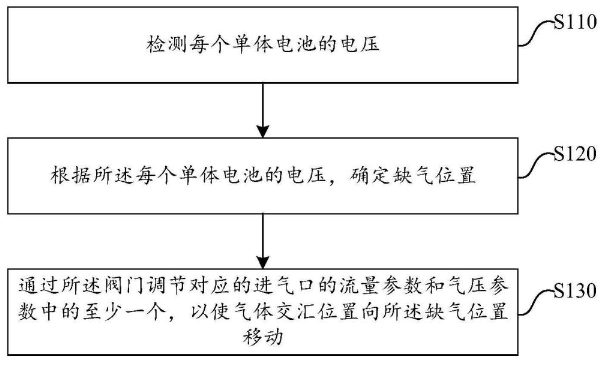 检测每个单体电池的电压
S110
根据所述每个单体电池的电压，确定缺气位置
S120
通过所述阀门调节对应的进气口的流量参数和气压参
数中的至少一个，以使气体交汇位置向所述缺气位置
移动
S130